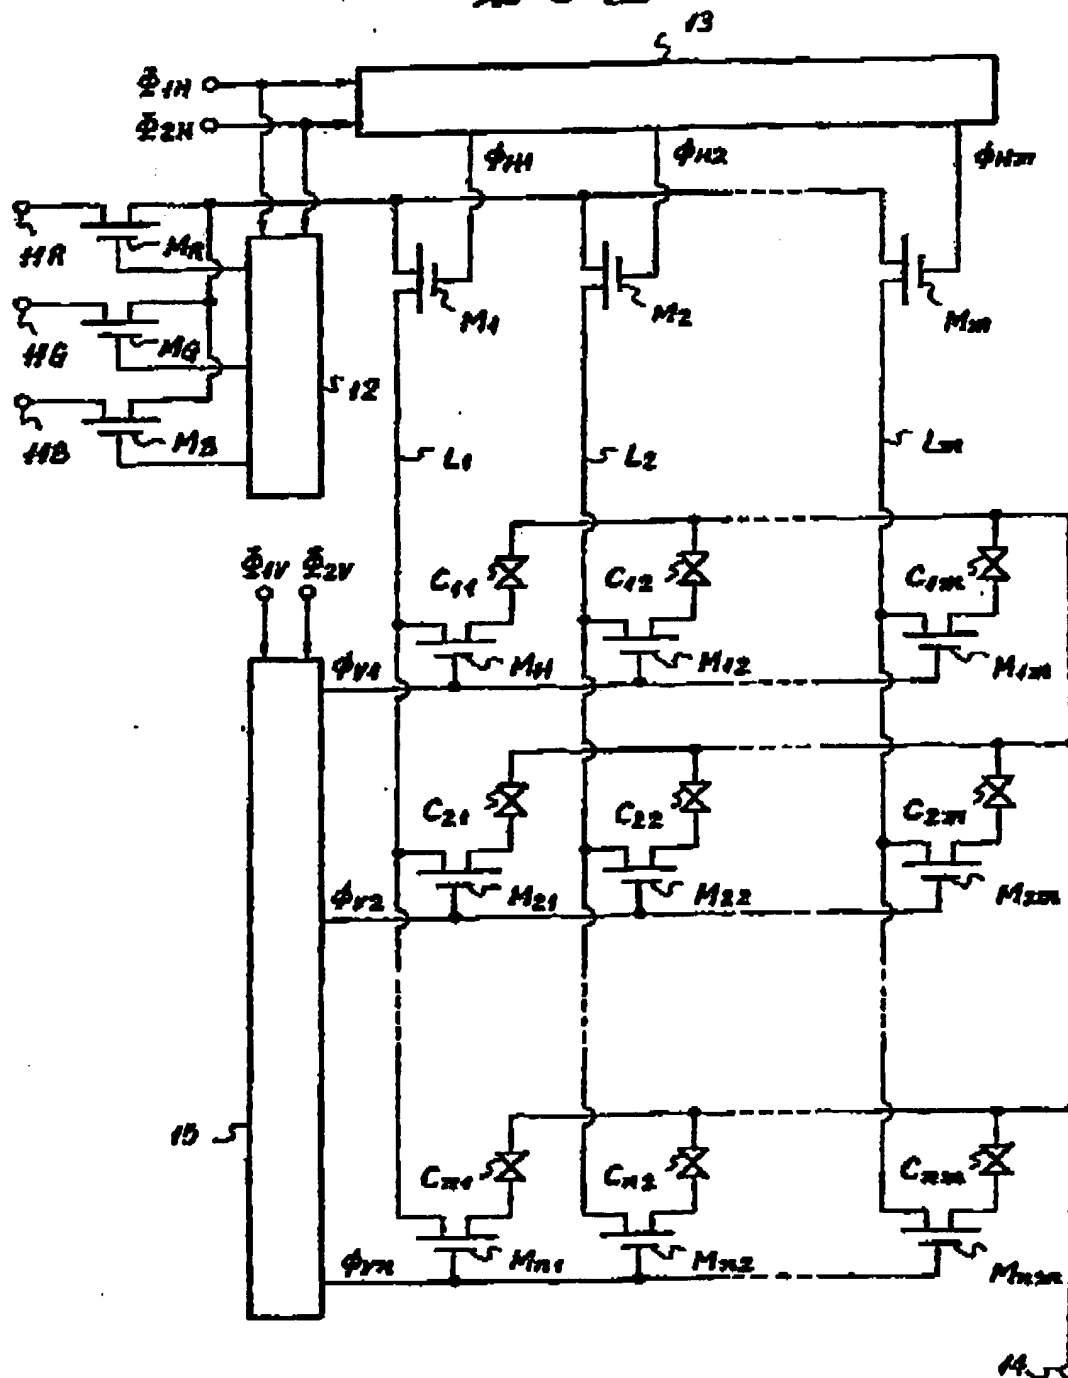 13
Φ1H
Φ2H
ϕH1
ϕH2
ϕHm
HR
MR
HG
MG
HB
MB
12
M1
M2
Mm
L1
L2
Lm
Φ1V Φ2V
C11
C12
C1m
ϕV1
M11
M12
M1m
C21
C22
C2m
ϕV2
M21
M22
M2m
15
Cn1
Cn2
Cnm
ϕVn
Mn1
Mn2
Mnm
14